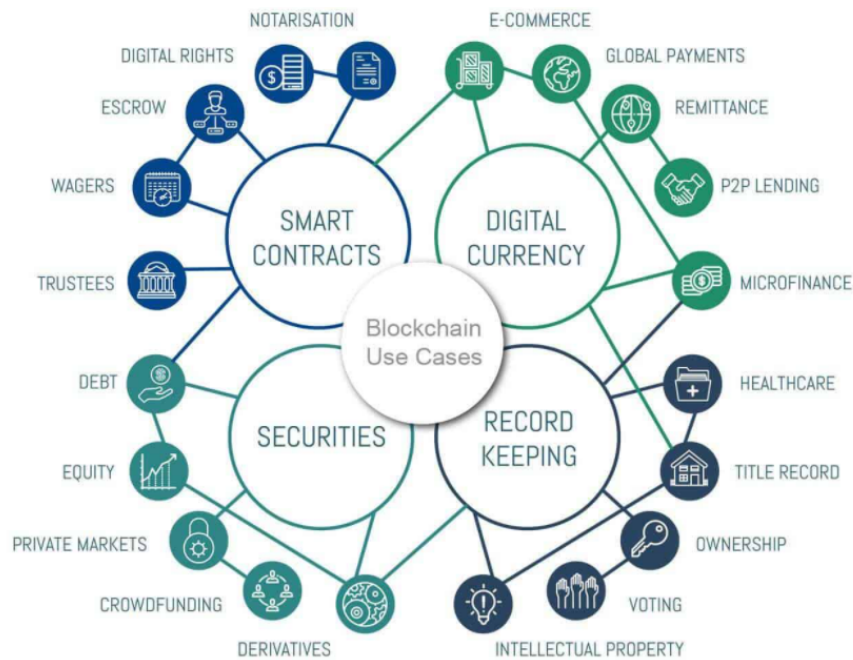 NOTARISATION
E-COMMERCE
DIGITAL RIGHTS
GLOBAL PAYMENTS
ESCROW
REMITTANCE
WAGERS
P2P LENDING
SMART
CONTRACTS
DIGITAL
CURRENCY
TRUSTEES
MICROFINANCE
Blockchain
Use Cases
DEBT
HEALTHCARE
SECURITIES
RECORD
KEEPING
EQUITY
TITLE RECORD
PRIVATE MARKETS
OWNERSHIP
CROWDFUNDING
VOTING
DERIVATIVES
INTELLECTUAL PROPERTY